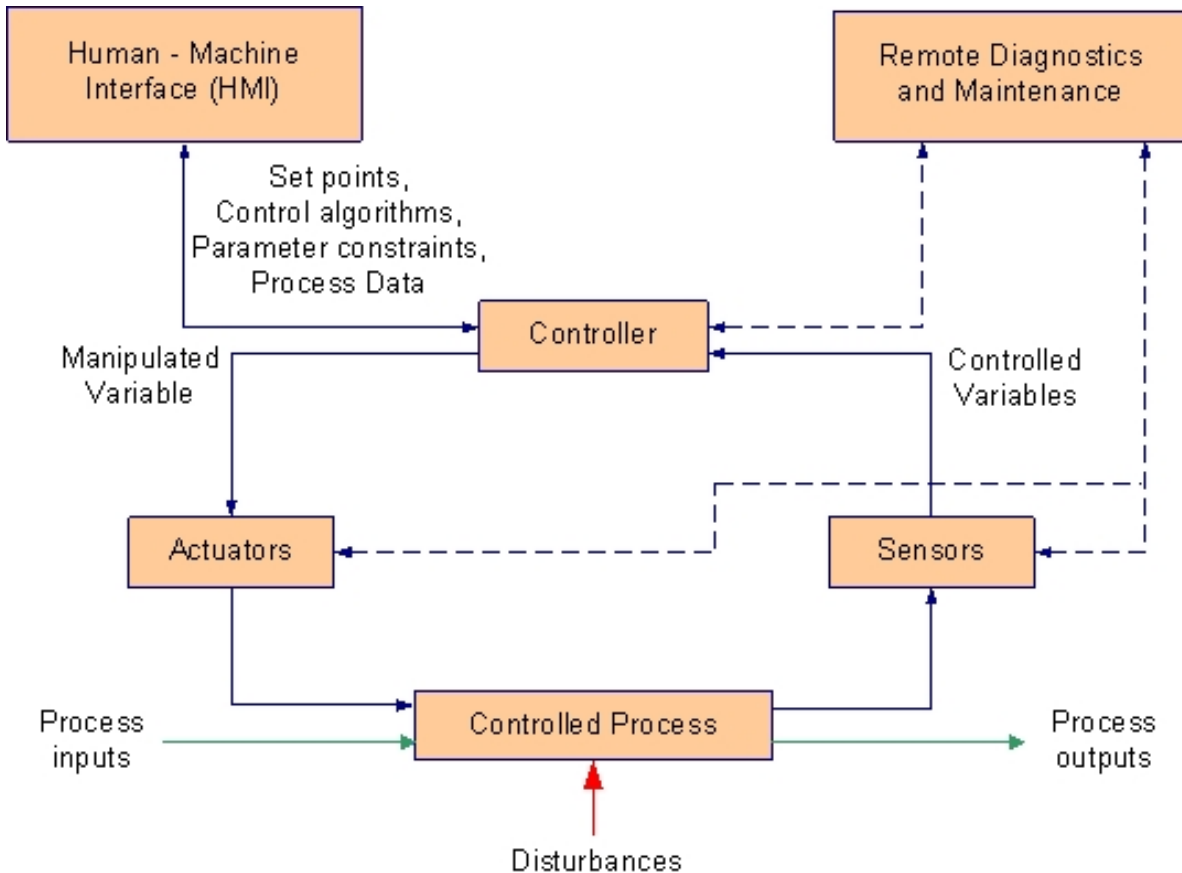 Human - Machine
Interface (HMI)
Remote Diagnostics
and Maintenance
Set points,
Control algorithms,
Parameter constraints,
Process Data
Controller
Manipulated
Variable
Controlled
Variables
Actuators
Sensors
Process
inputs
Controlled Process
Process
outputs
Disturbances